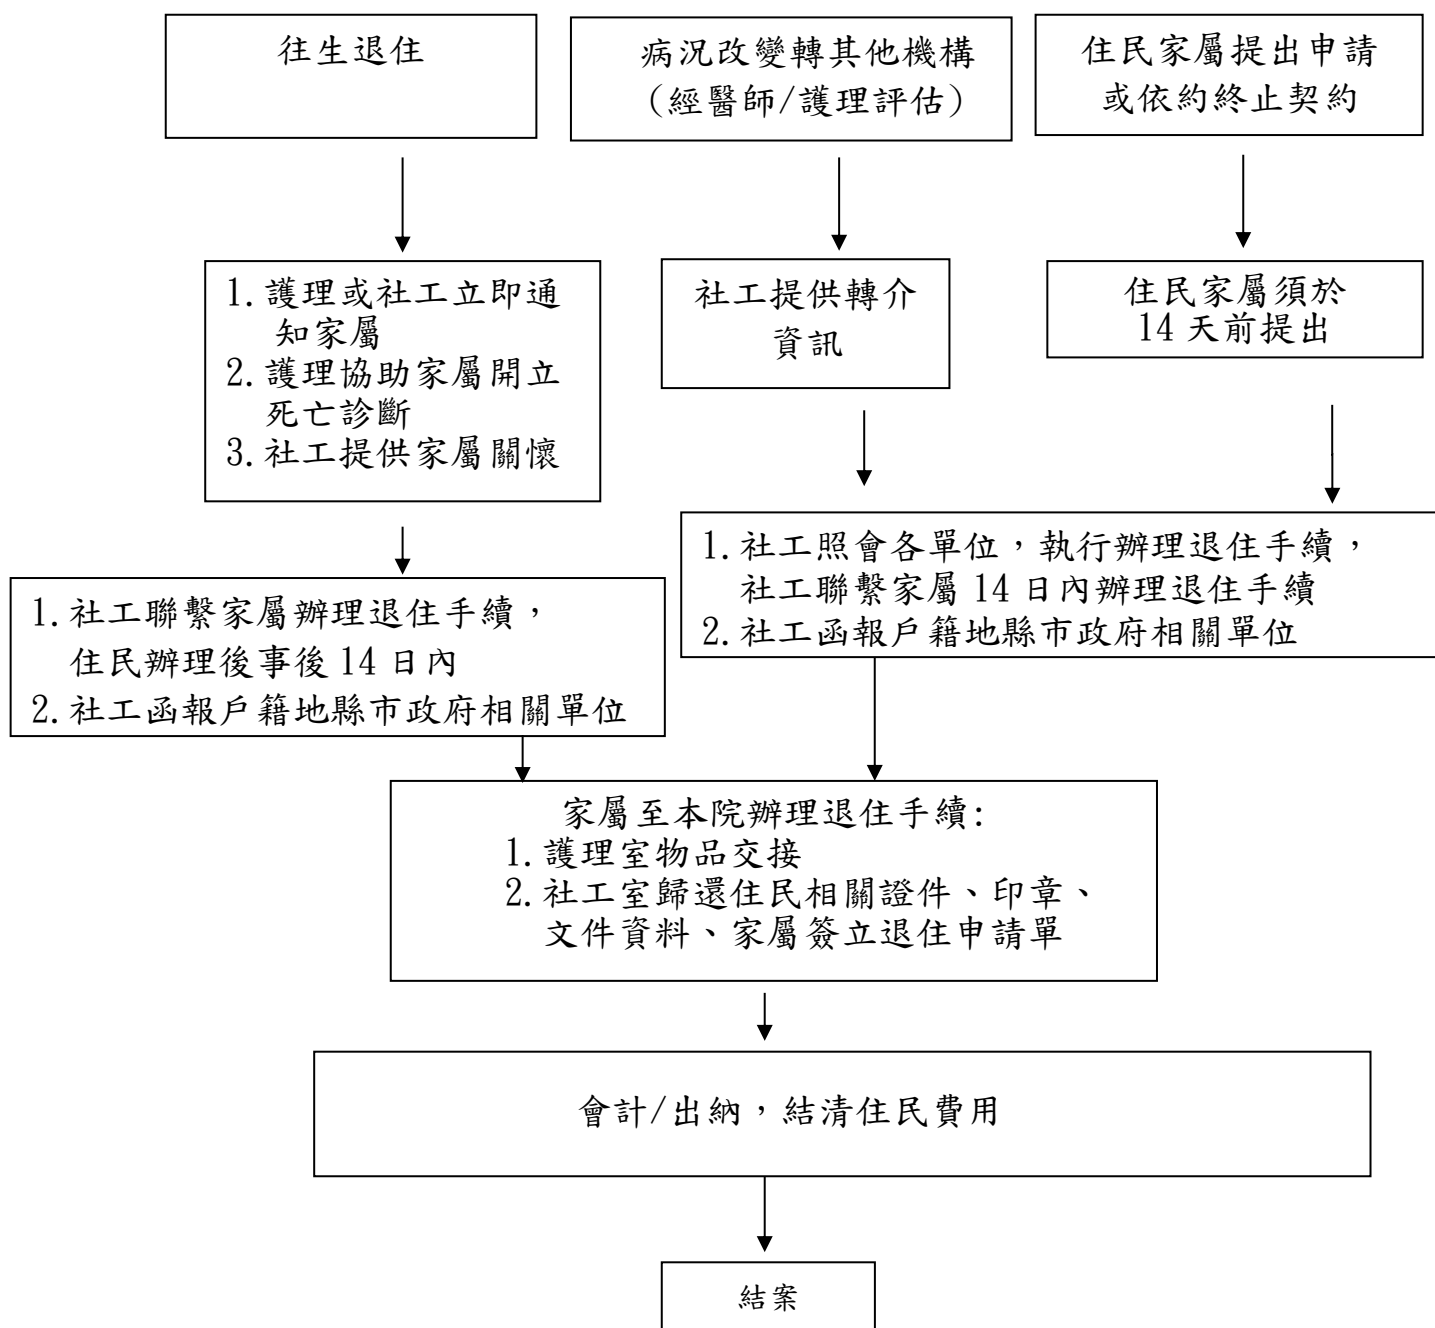 往生退住
病況改變轉其他機構
(經醫師/護理評估)
住民家屬提出申請
或依約終止契約
1.護理或社工立即通
知家屬
2.護理協助家屬開立
死亡診斷
3.社工提供家屬關懷
社工提供轉介
資訊
住民家屬須於
14天前提出
1.社工照會各單位，執行辦理退住手續，
社工聯繫家屬14日內辦理退住手續
2.社工函報戶籍地縣市政府相關單位
1.社工聯繫家屬辦理退住手續，
住民辦理後事後14日內
2.社工函報戶籍地縣市政府相關單位
家屬至本院辦理退住手續:
1.護理室物品交接
2.社工室歸還住民相關證件、印章、
文件資料、家屬簽立退住申請單
會計/出納，結清住民費用
結案